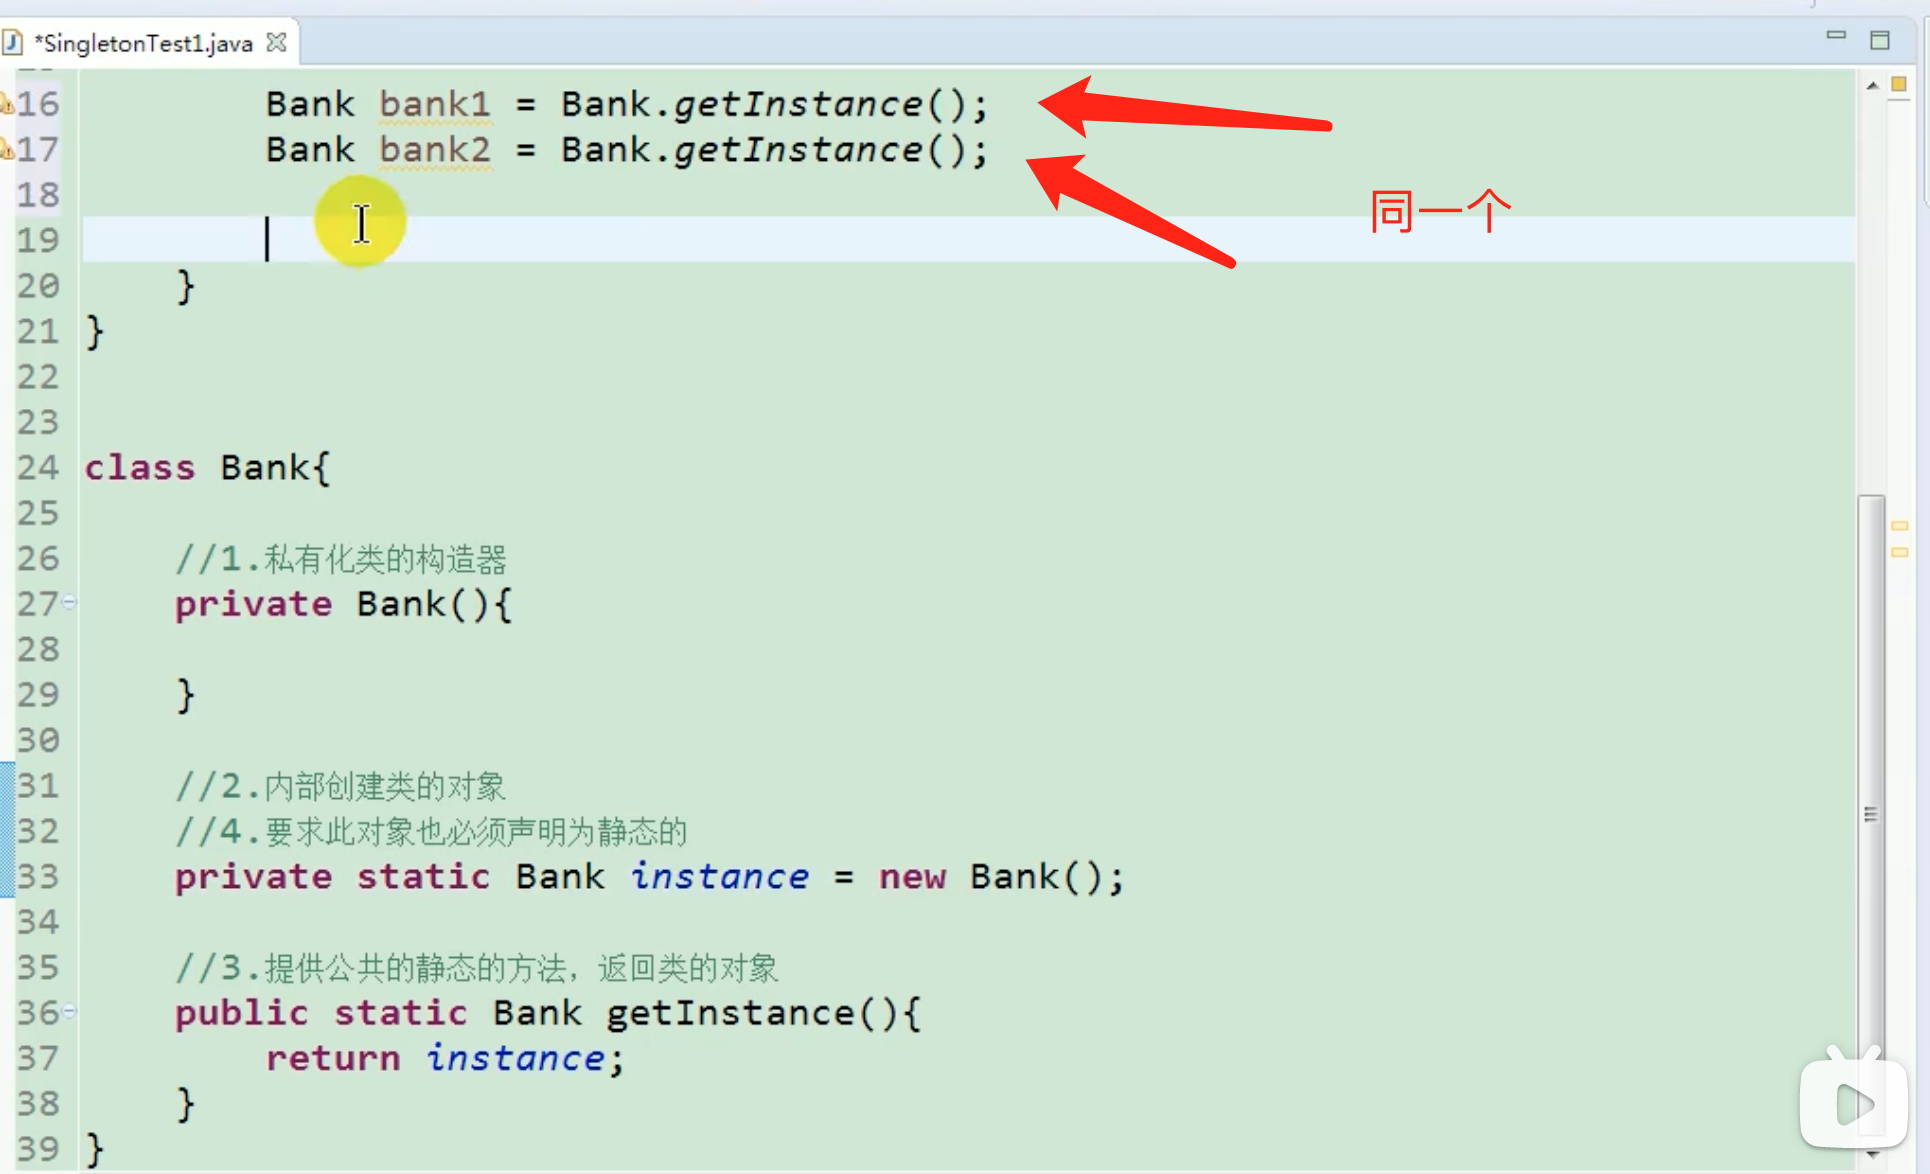 *SingletonTest1.java
16 Bank bank1 = Bank.getInstance();
17 Bank bank2 = Bank.getInstance();
同一个
18
19
20 }
21 }
22
23
24 class Bank{
25
26 //1.私有化类的构造器
27 private Bank(){
28
29 }
30
31 //2.内部创建类的对象
32 //4.要求此对象也必须声明为静态的
33 private static Bank instance = new Bank();
34
35 //3.提供公共的静态的方法，返回类的对象
36 public static Bank getInstance(){
37 return instance;
38 }
39 }